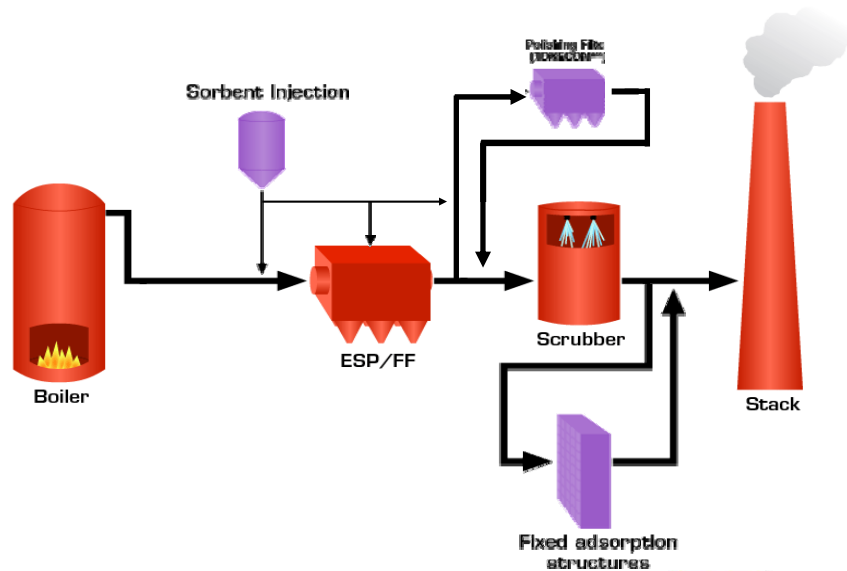 Polishing Filter
Sorbent Injection
Scrubber
ESP/FF
Boiler
Stack
Fixed adsorption
structures